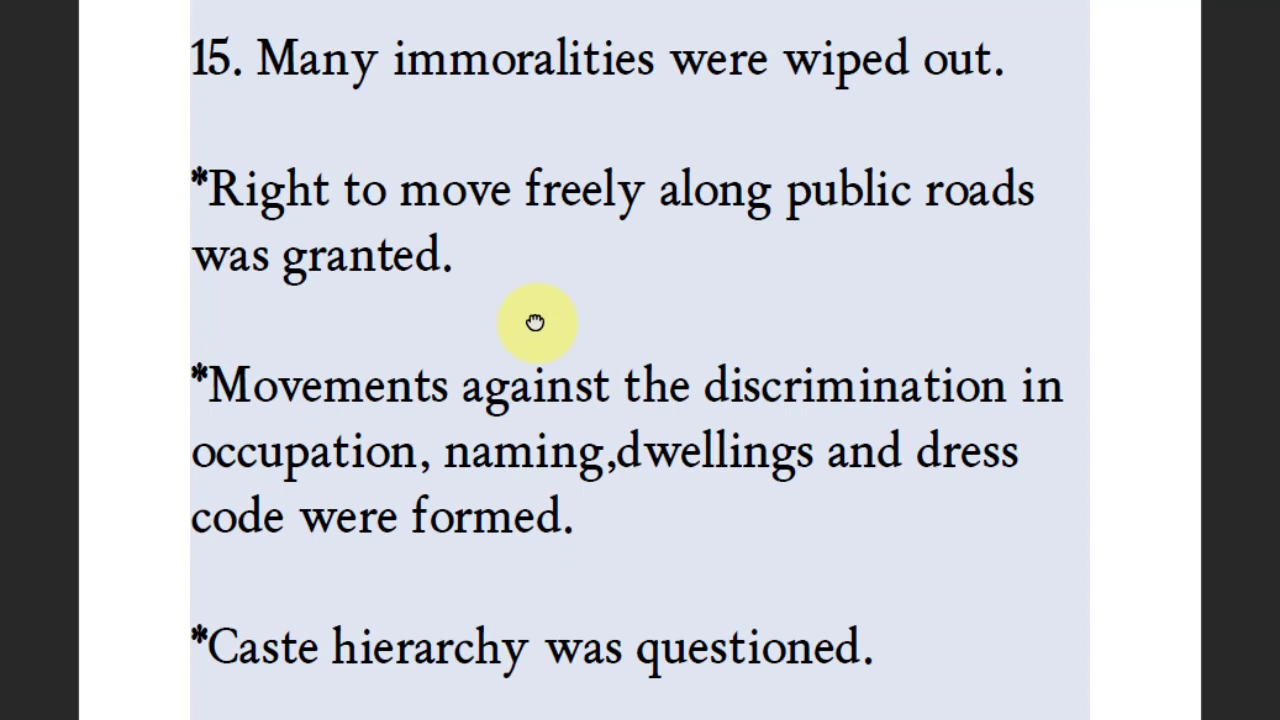 15. Many immoralities were wiped out.
*Right to move freely along public roads
was granted.
*Movements against the discrimination in
occupation, naming,dwellings and dress
code were formed.
*Caste hierarchy was questioned.